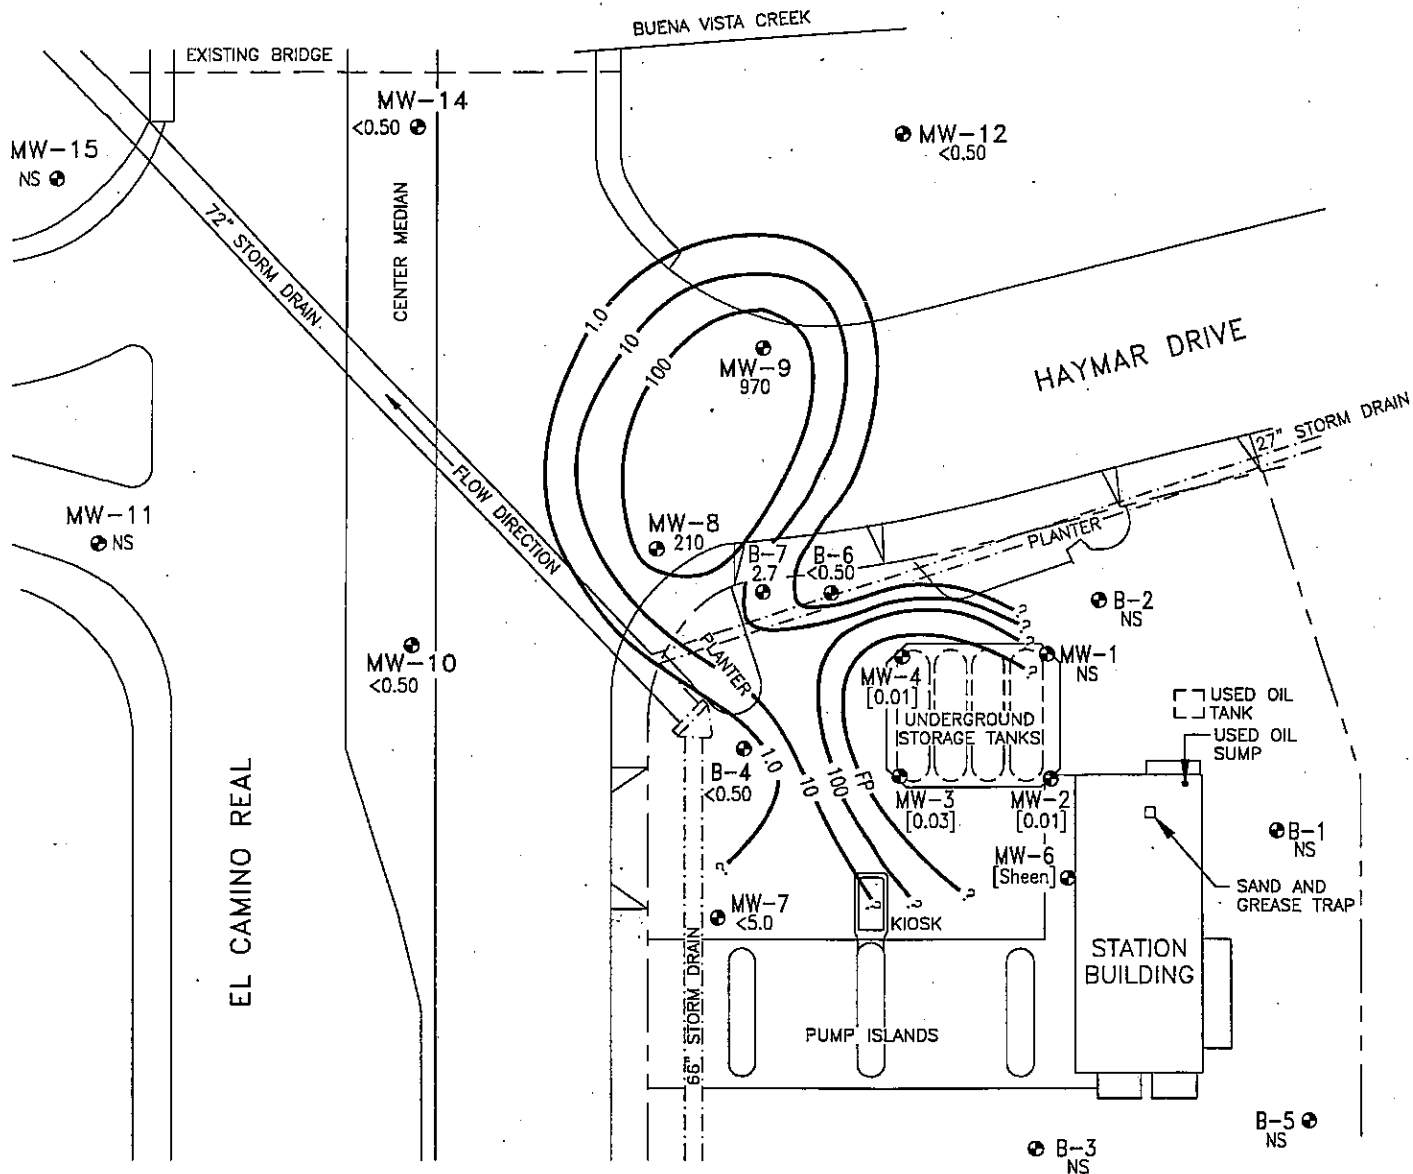 BUENA VISTA CREEK
EXISTING BRIDGE
MW-14
<0.50
MW-12
<0.50
MW-15
NS
72" STORM DRAIN
CENTER MEDIAN
1.0
10
100
MW-9
970
HAYMAR DRIVE
27" STORM DRAIN
FLOW DIRECTION
MW-11
NS
MW-8
210
B-7
2.7
B-6
<0.50
PLANTER
B-2
NS
MW-10
<0.50
PLANTER
MW-4
[0.01]
MW-1
NS
?
?
?
?
UNDERGROUND
STORAGE TANKS
USED OIL
TANK
USED OIL
SUMP
B-4
<0.50
1.0
10
100
FP
MW-3
[0.03]
MW-2
[0.01]
B-1
NS
MW-6
[Sheen]
SAND AND
GREASE TRAP
?
?
?
?
MW-7
<5.0
KIOSK
EL CAMINO REAL
66" STORM DRAIN
STATION
BUILDING
PUMP ISLANDS
B-5
NS
B-3
NS